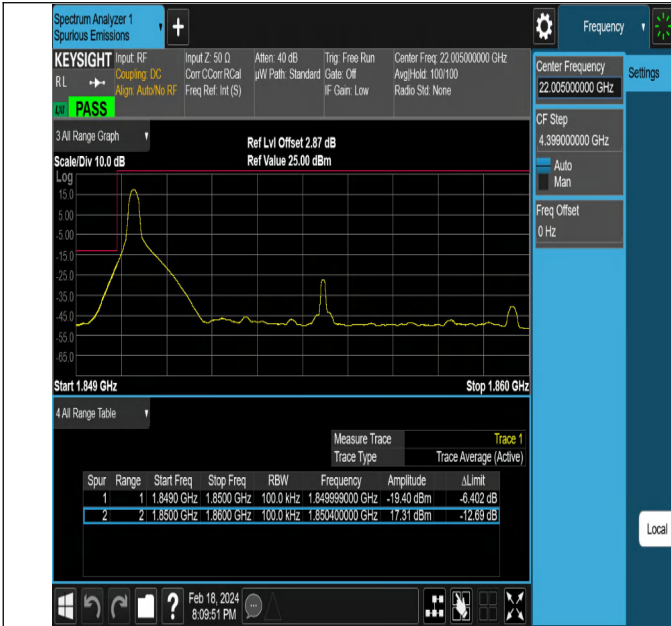 Spectrum Analyzer 1
Spurious Emissions
+
Frequency
KEYSIGHT
RL
PASS
Input: RF
Coupling: DC
Align: Auto/No RF
Input Z: 50 Ω
Corr CCorr RCal
Freq Ref: Int (S)
Atten: 40 dB
µW Path: Standard
Trig: Free Run
Gate: Off
IF Gain: Low
Center Freq: 22.005000000 GHz
Avg|Hold: 100/100
Radio Std: None
Center Frequency
22.005000000 GHz
Settings
CF Step
4.399000000 GHz
Auto
Man
Freq Offset
0 Hz
Local
3 All Range Graph
Scale/Div 10.0 dB
Ref Lvl Offset 2.87 dB
Ref Value 25.00 dBm
Log
15.0
5.00
-5.00
-15.0
-25.0
-35.0
-45.0
-55.0
-65.0
Start 1.849 GHz
Stop 1.860 GHz
4 All Range Table
Measure Trace Trace 1
Trace Type Trace Average (Active)
Spur Range Start Freq Stop Freq RBW Frequency Amplitude ΔLimit
1 1 1.8490 GHz 1.8500 GHz 100.0 kHz 1.849999000 GHz -19.40 dBm -6.402 dB
2 2 1.8500 GHz 1.8600 GHz 100.0 kHz 1.850400000 GHz 17.31 dBm -12.69 dB
?
Feb 18, 2024
8:09:51 PM